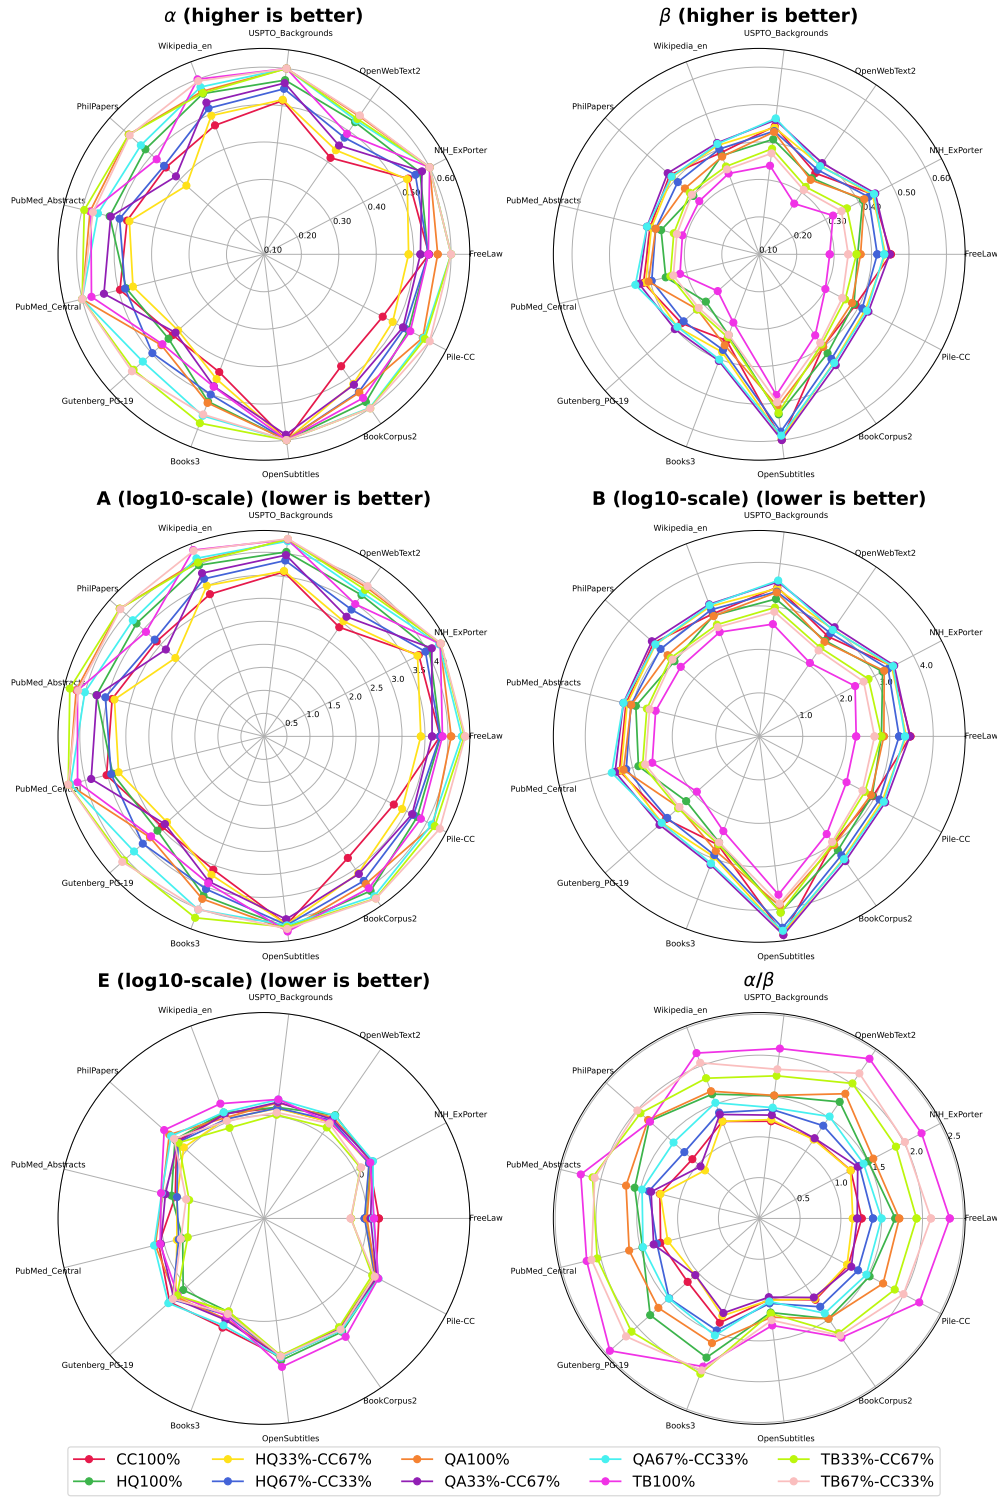 α (higher is better)
β (higher is better)
USPTO_Backgrounds
USPTO_Backgrounds
Wikipedia_en
OpenWebText2
Wikipedia_en
OpenWebText2
PhilPapers
NIH_ExPorter
PhilPapers
NIH_ExPorter
PubMed_Abstracts
FreeLaw
PubMed_Abstracts
FreeLaw
0.10
0.20
0.30
0.40
0.50
0.60
0.10
0.20
0.30
0.40
0.50
0.60
PubMed_Central
Pile-CC
PubMed_Central
Pile-CC
Gutenberg_PG-19
BookCorpus2
Gutenberg_PG-19
BookCorpus2
Books3
OpenSubtitles
Books3
OpenSubtitles
A (log10-scale) (lower is better)
B (log10-scale) (lower is better)
USPTO_Backgrounds
USPTO_Backgrounds
Wikipedia_en
OpenWebText2
Wikipedia_en
OpenWebText2
PhilPapers
NIH_ExPorter
PhilPapers
NIH_ExPorter
PubMed_Abstracts
FreeLaw
PubMed_Abstracts
FreeLaw
0.5
1.0
1.5
2.0
2.5
3.0
3.5
1.0
2.0
3.0
4.0
PubMed_Central
Pile-CC
PubMed_Central
Pile-CC
Gutenberg_PG-19
BookCorpus2
Gutenberg_PG-19
BookCorpus2
Books3
OpenSubtitles
Books3
OpenSubtitles
E (log10-scale) (lower is better)
α/β
USPTO_Backgrounds
USPTO_Backgrounds
Wikipedia_en
OpenWebText2
Wikipedia_en
OpenWebText2
PhilPapers
NIH_ExPorter
PhilPapers
NIH_ExPorter
PubMed_Abstracts
FreeLaw
PubMed_Abstracts
FreeLaw
0.5
1.0
1.5
2.0
2.5
PubMed_Central
Pile-CC
PubMed_Central
Pile-CC
Gutenberg_PG-19
BookCorpus2
Gutenberg_PG-19
BookCorpus2
Books3
OpenSubtitles
Books3
OpenSubtitles
CC100%
HQ33%-CC67%
QA100%
QA67%-CC33%
TB33%-CC67%
HQ100%
HQ67%-CC33%
QA33%-CC67%
TB100%
TB67%-CC33%